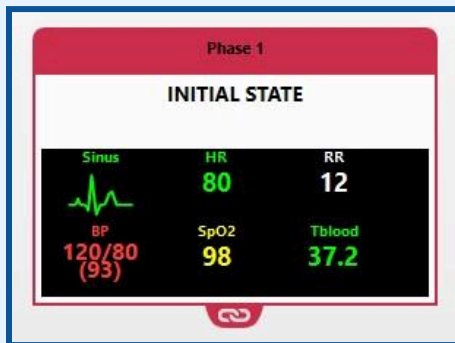 Phase 1
INITIAL STATE
Sinus HR RR
80 12
BP SpO2 Tblood
120/80 98 37.2
(93)